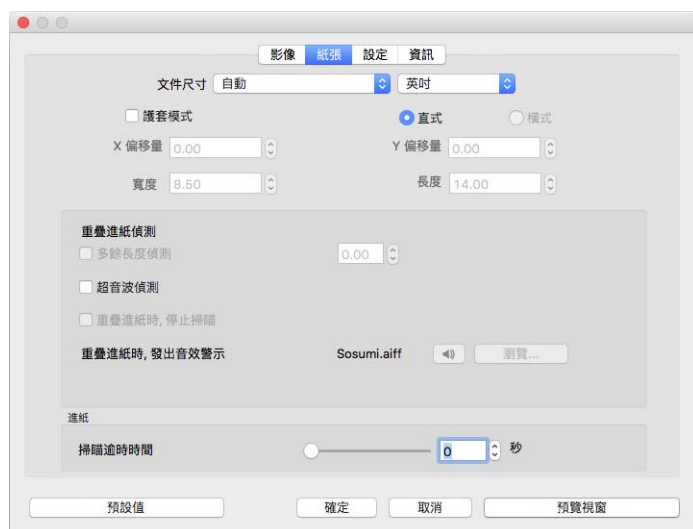 影像 紙張 設定 資訊
文件尺寸 自動 英吋
護套模式 直式 橫式
X 偏移量 0.00 Y 偏移量 0.00
寬度 8.50 長度 14.00
重疊進紙偵測
多餘長度偵測 0.00
超音波偵測
重疊進紙時, 停止掃瞄
重疊進紙時, 發出音效警示 Sosumi.aiff 瀏覽...
進紙
掃瞄逾時時間 0 秒
預設值 確定 取消 預覽視窗